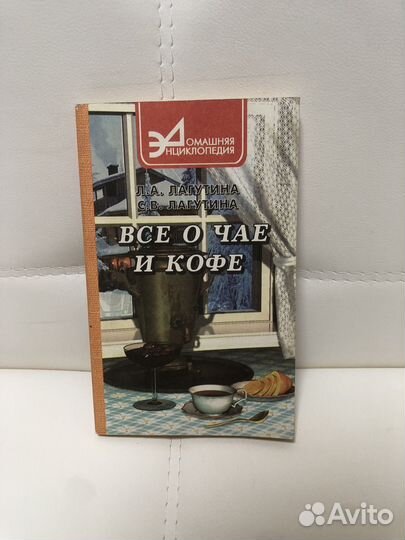 ДОМАШНЯЯ
ЭНЦИКЛОПЕДИЯ
Л.А. ЛАГУТИНА
С.В. ЛАГУТИНА
ВСЕ О ЧАЕ
И КОФЕ
Avito